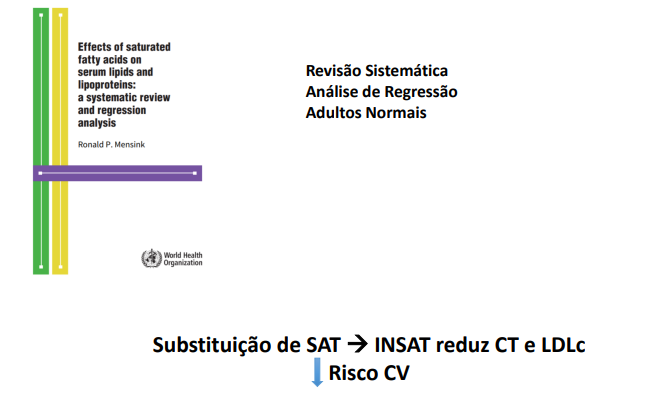 Effects of saturated
fatty acids on
serum lipids and
lipoproteins:
a systematic review
and regression
analysis
Ronald P. Mensink
World Health
Organization
Revisão Sistemática
Análise de Regressão
Adultos Normais
Substituição de SAT → INSAT reduz CT e LDLc
Risco CV